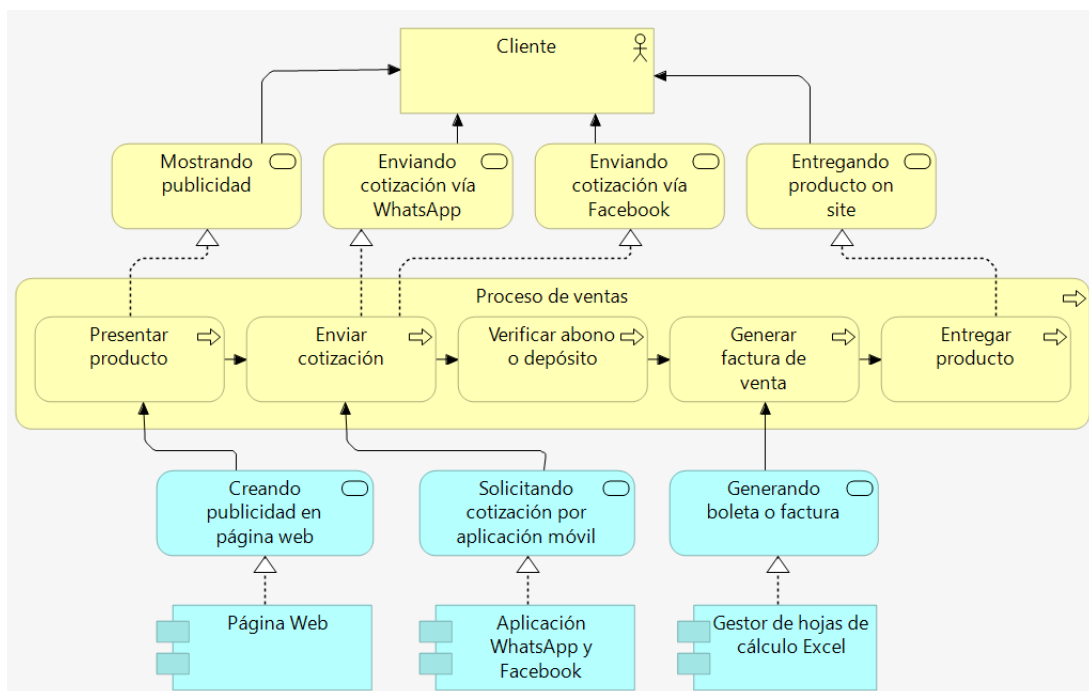 Cliente
Mostrando
publicidad
Enviando
cotización vía
WhatsApp
Enviando
cotización vía
Facebook
Entregando
producto on
site
Proceso de ventas
Presentar
producto
Enviar
cotización
Verificar abono
o depósito
Generar
factura de
venta
Entregar
producto
Creando
publicidad en
página web
Solicitando
cotización por
aplicación móvil
Generando
boleta o factura
Página Web
Aplicación
WhatsApp y
Facebook
Gestor de hojas de
cálculo Excel